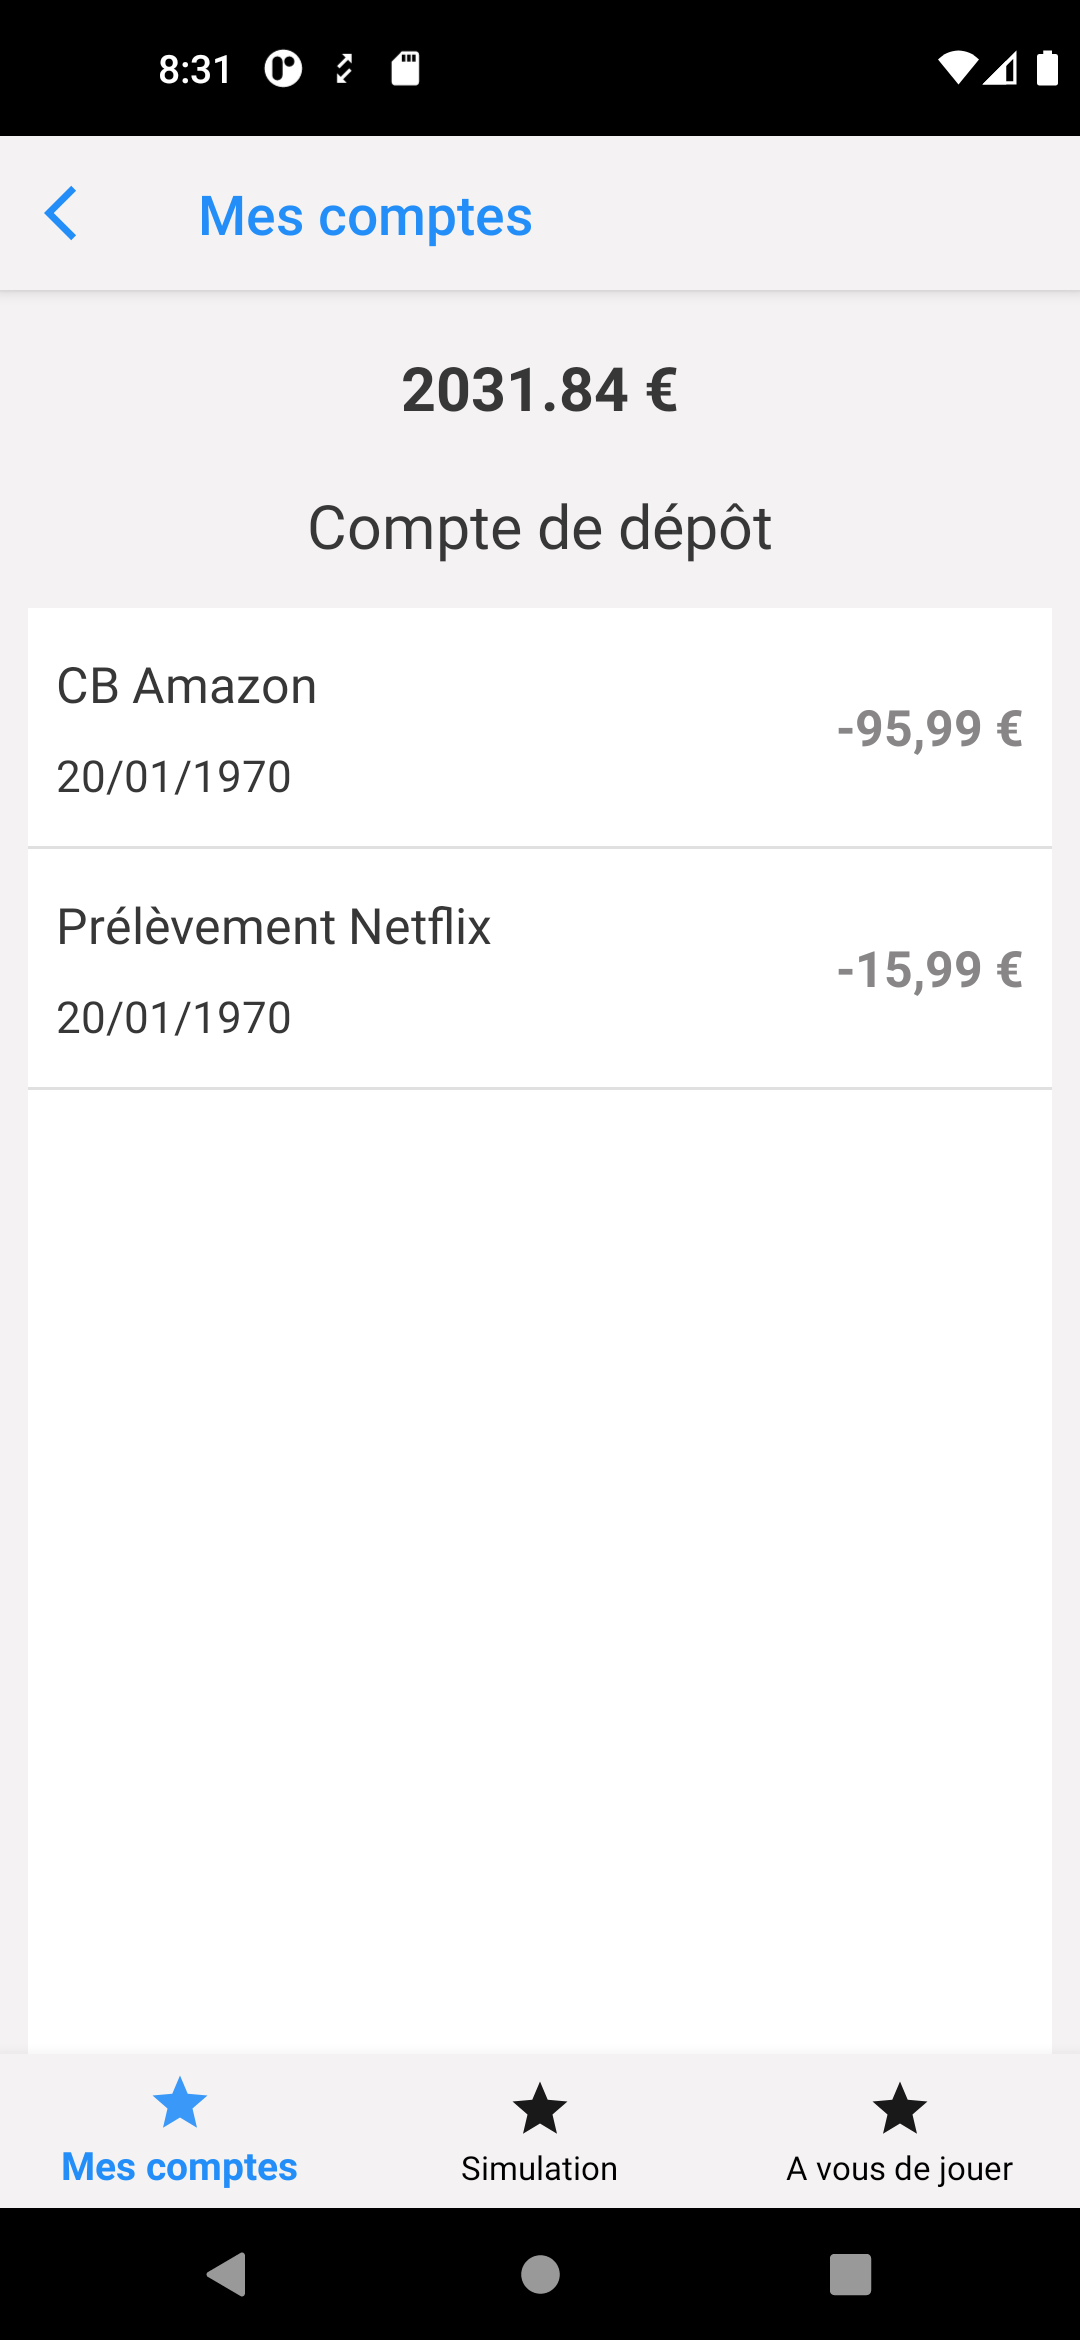 8:31
Mes comptes
2031.84 €
Compte de dépôt
CB Amazon
-95,99 €
20/01/1970
Prélèvement Netflix
-15,99 €
20/01/1970
Mes comptes
Simulation
A vous de jouer